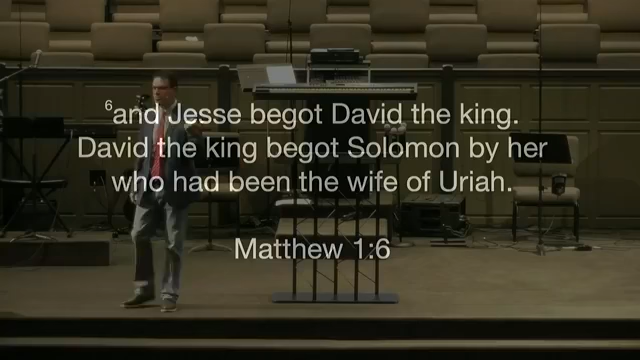 ⁶and Jesse begot David the king.
David the king begot Solomon by her
who had been the wife of Uriah.
Matthew 1:6